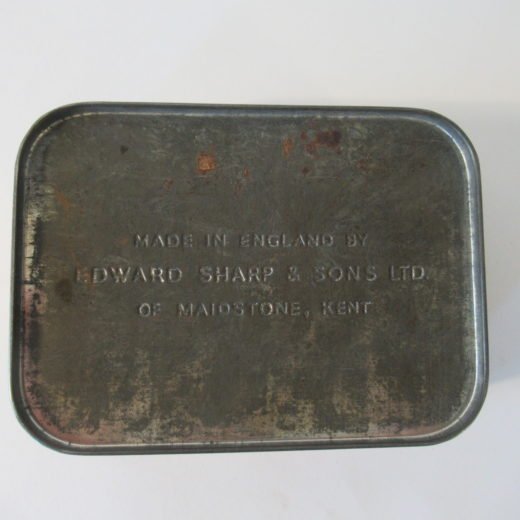 MADE IN ENGLAND BY
EDWARD SHARP & SONS LTD.
OF MAIDSTONE, KENT